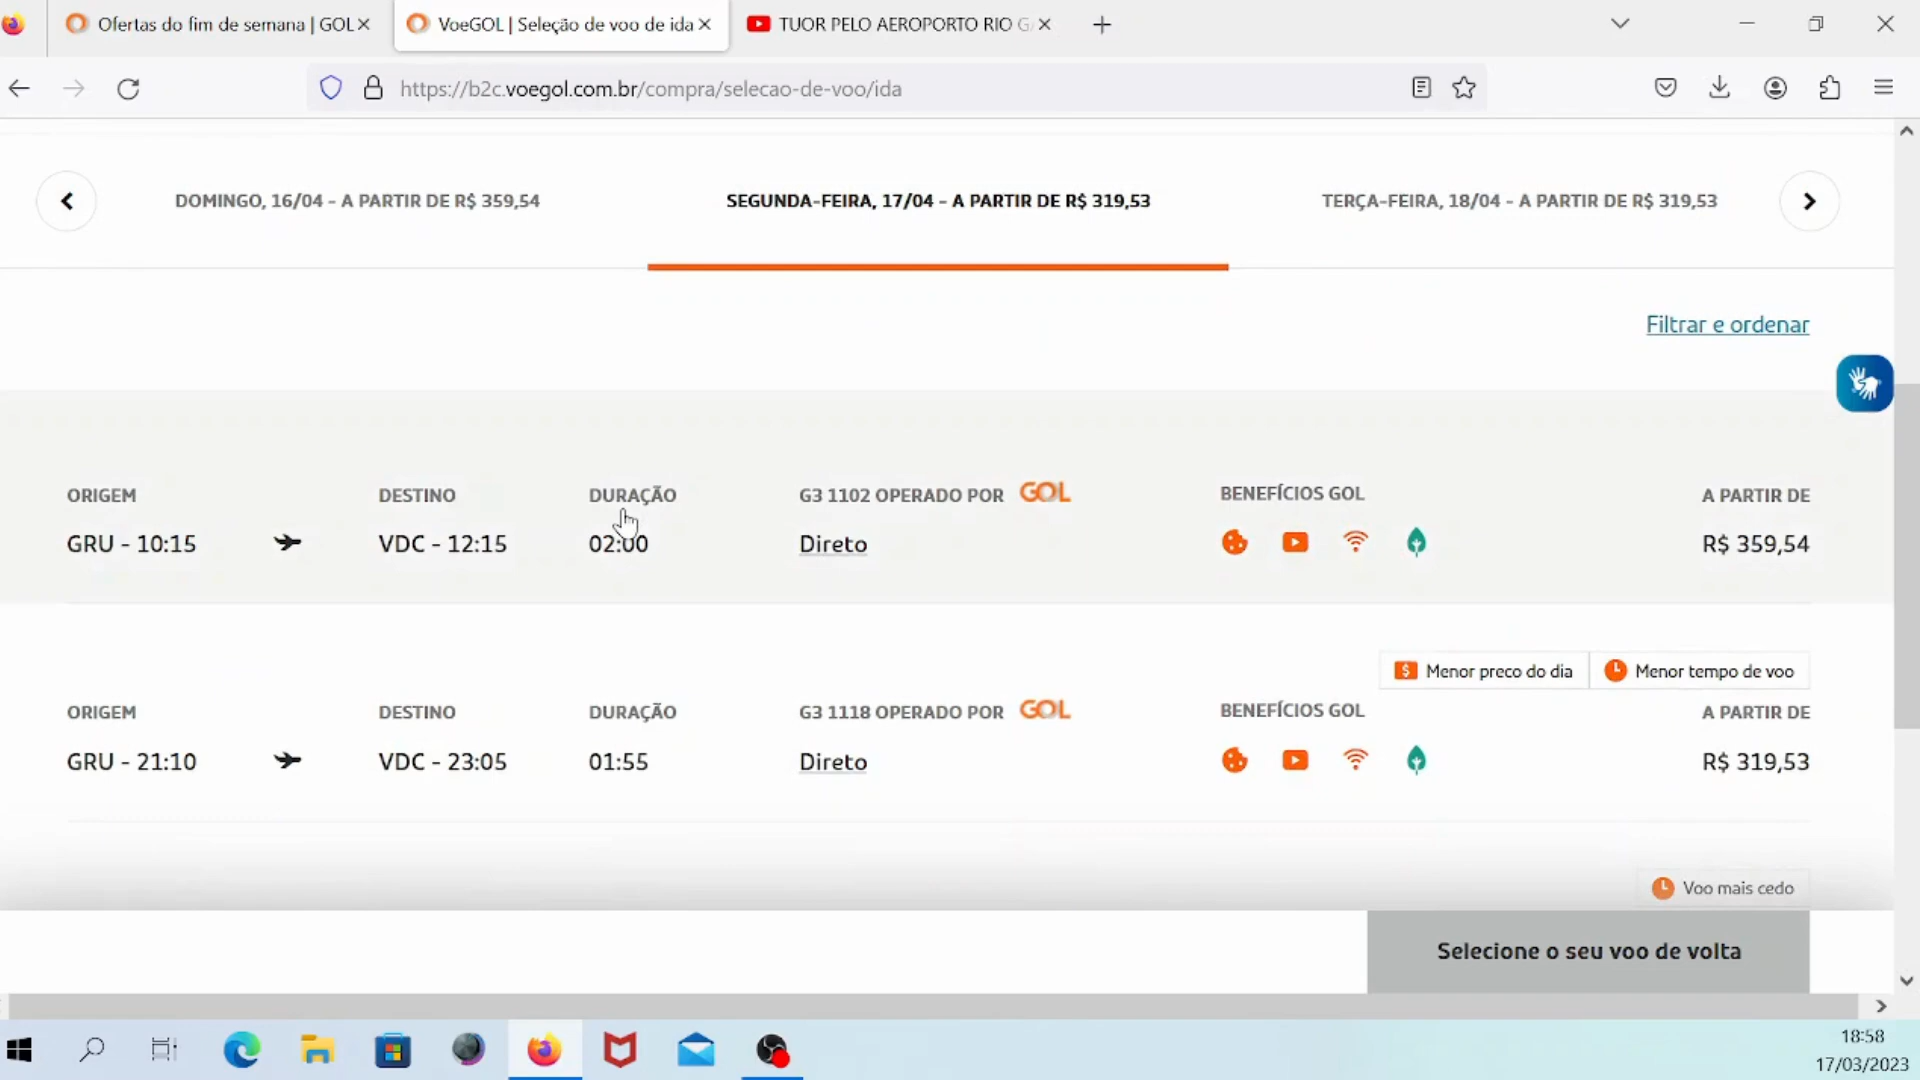 Ofertas do fim de semana | GOL
VoeGOL | Seleção de voo de ida
TUOR PELO AEROPORTO RIO G
https://b2c.voegol.com.br/compra/selecao-de-voo/ida
DOMINGO, 16/04 - A PARTIR DE R$ 359,54
SEGUNDA-FEIRA, 17/04 - A PARTIR DE R$ 319,53
TERÇA-FEIRA, 18/04 - A PARTIR DE R$ 319,53
Filtrar e ordenar
ORIGEM DESTINO DURAÇÃO G3 1102 OPERADO POR GOL BENEFÍCIOS GOL A PARTIR DE
GRU - 10:15 VDC - 12:15 02:00 Direto R$ 359,54
Menor preco do dia Menor tempo de voo
ORIGEM DESTINO DURAÇÃO G3 1118 OPERADO POR GOL BENEFÍCIOS GOL A PARTIR DE
GRU - 21:10 VDC - 23:05 01:55 Direto R$ 319,53
Voo mais cedo
Selecione o seu voo de volta
18:58
17/03/2023